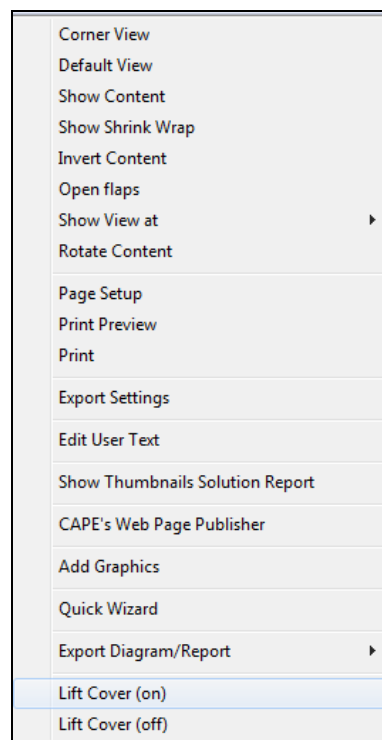 Corner View
Default View
Show Content
Show Shrink Wrap
Invert Content
Open flaps
Show View at
Rotate Content
Page Setup
Print Preview
Print
Export Settings
Edit User Text
Show Thumbnails Solution Report
CAPE's Web Page Publisher
Add Graphics
Quick Wizard
Export Diagram/Report
Lift Cover (on)
Lift Cover (off)